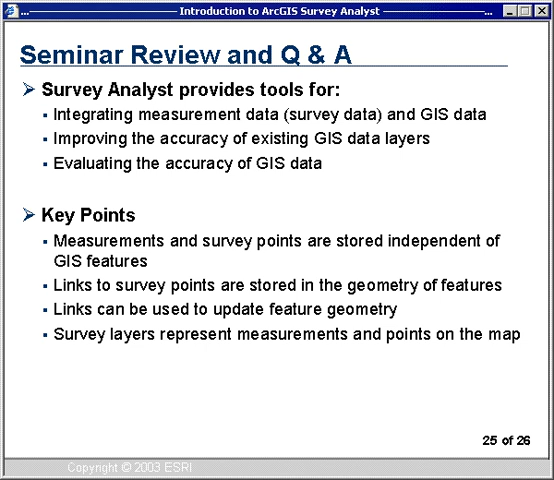 ... Introduction to ArcGIS Survey Analyst ...
Seminar Review and Q & A
Survey Analyst provides tools for:
Integrating measurement data (survey data) and GIS data
Improving the accuracy of existing GIS data layers
Evaluating the accuracy of GIS data
Key Points
Measurements and survey points are stored independent of
GIS features
Links to survey points are stored in the geometry of features
Links can be used to update feature geometry
Survey layers represent measurements and points on the map
25 of 26
Copyright © 2003 ESRI